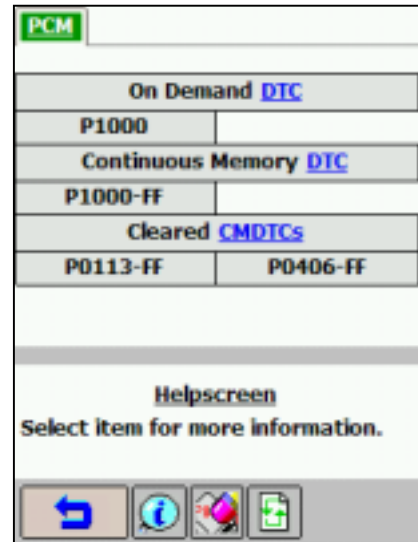 PCM
On Demand DTC
P1000
Continuous Memory DTC
P1000-FF
Cleared CMDTCs
P0113-FF P0406-FF
Helpscreen
Select item for more information.